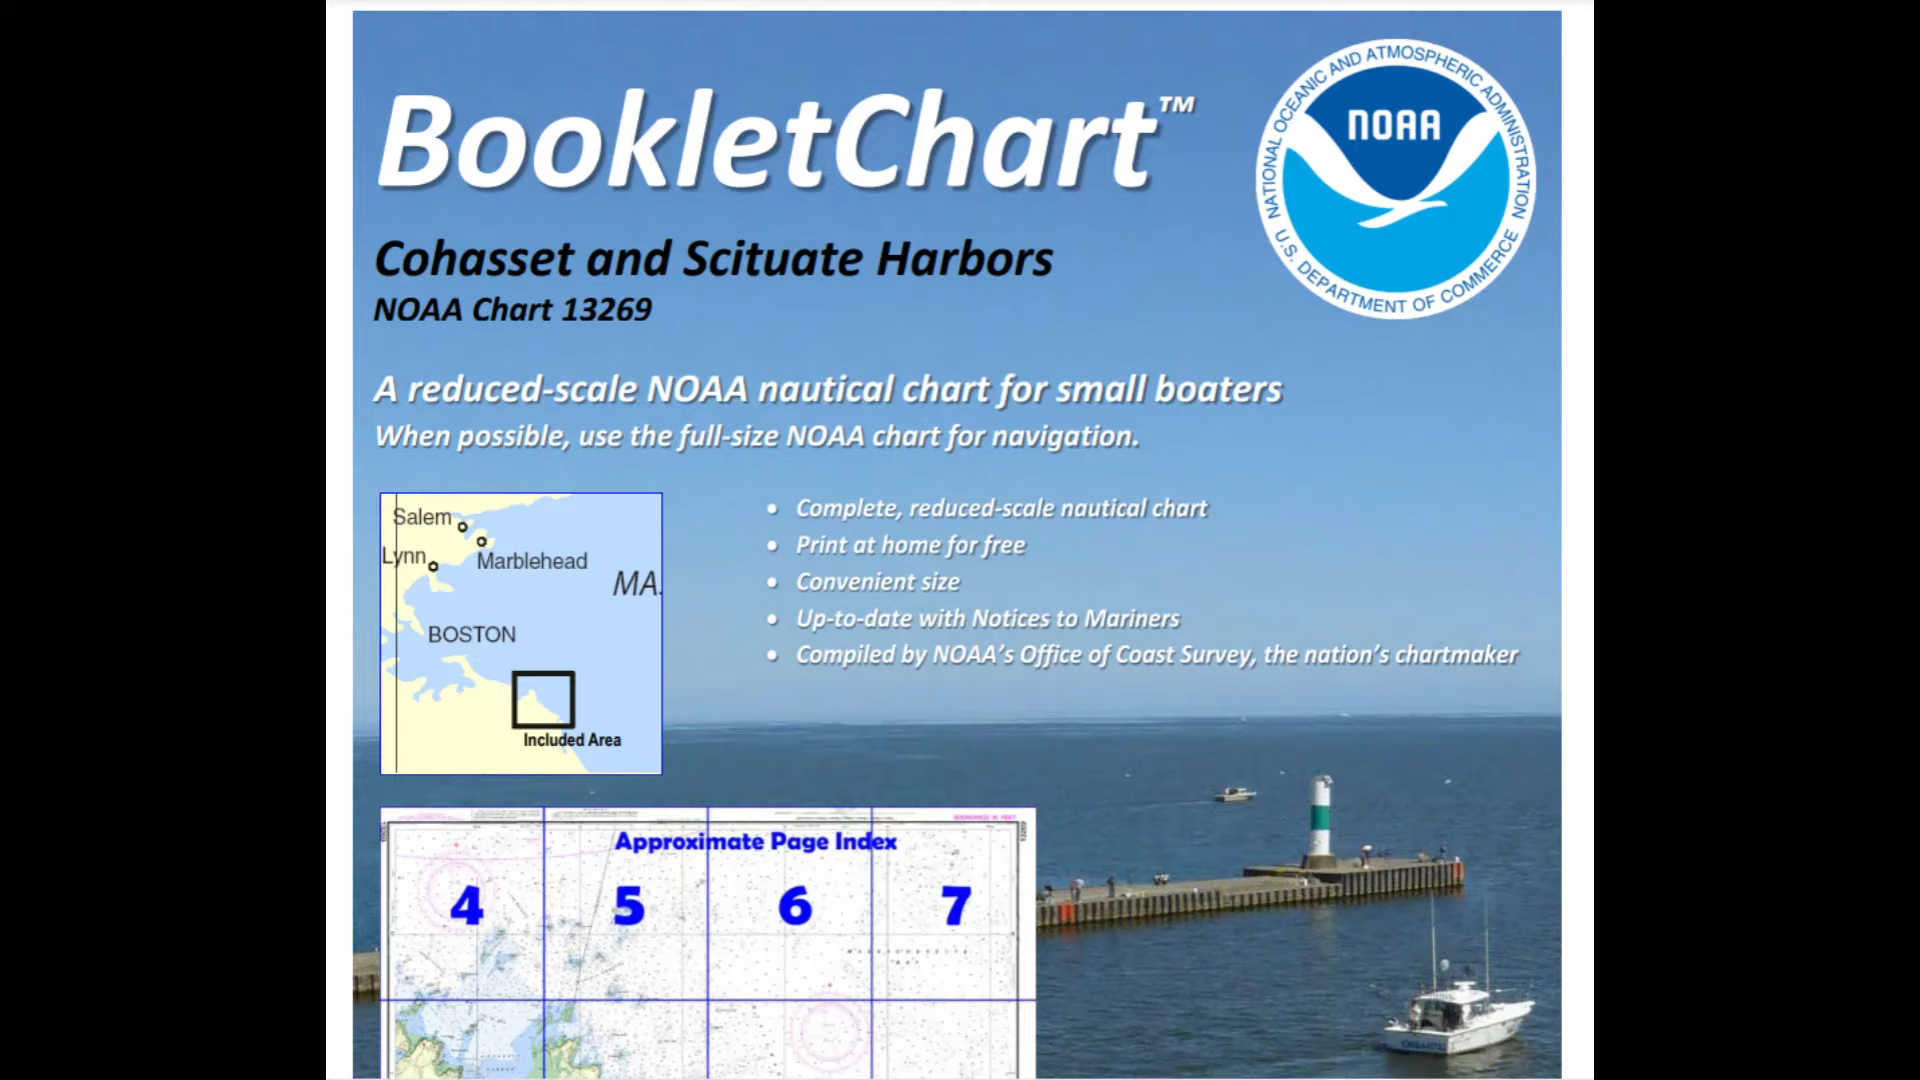 BookletChart™
NATIONAL OCEANIC AND ATMOSPHERIC ADMINISTRATION
NOAA
U.S. DEPARTMENT OF COMMERCE
Cohasset and Scituate Harbors
NOAA Chart 13269
A reduced-scale NOAA nautical chart for small boaters
When possible, use the full-size NOAA chart for navigation.
Salem
Lynn
Marblehead
MA.
BOSTON
Included Area
• Complete, reduced-scale nautical chart
• Print at home for free
• Convenient size
• Up-to-date with Notices to Mariners
• Compiled by NOAA's Office of Coast Survey, the nation's chartmaker
Approximate Page Index
4 5 6 7